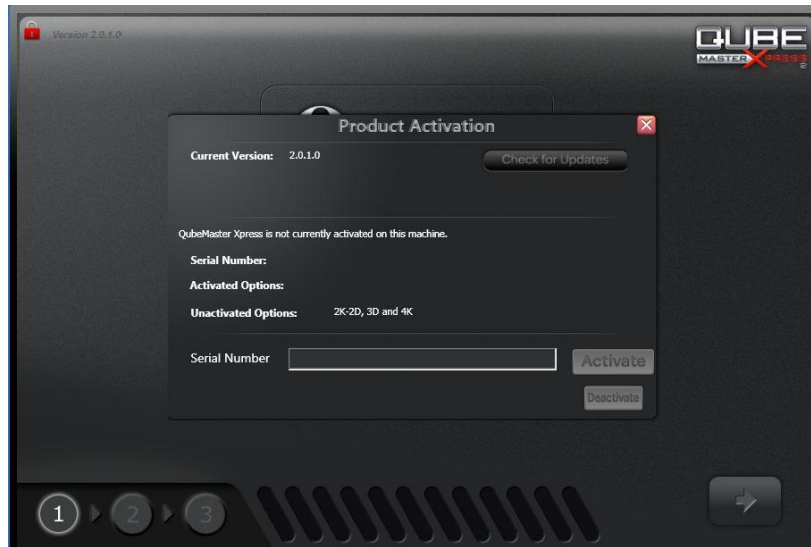 Version 2.0.1.0
QUBE
MASTER XPRESS
2
Product Activation
Current Version: 2.0.1.0
Check for Updates
QubeMaster Xpress is not currently activated on this machine.
Serial Number:
Activated Options:
Unactivated Options: 2K-2D, 3D and 4K
Serial Number
Activate
Deactivate
1 2 3